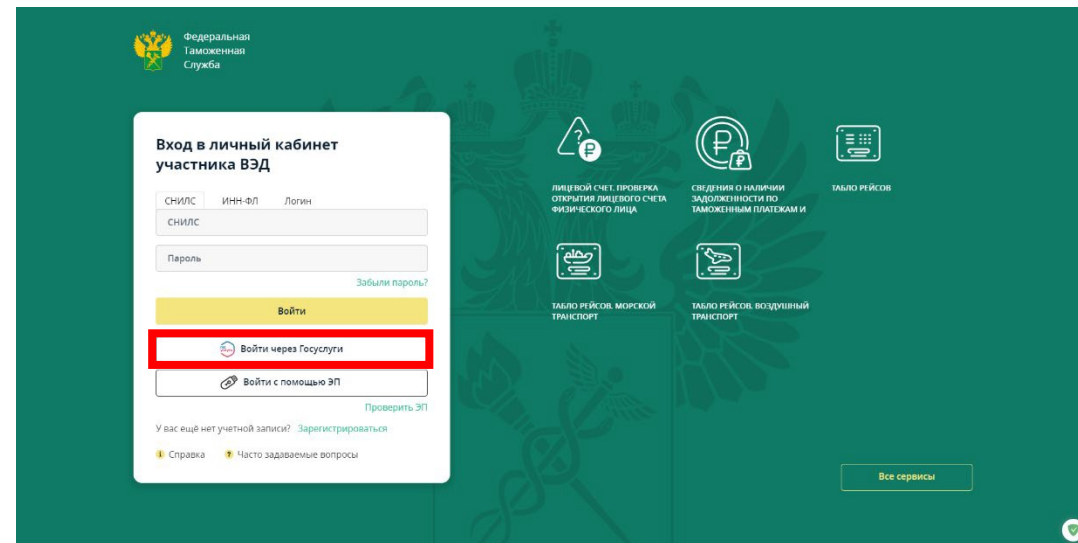 Федеральная
Таможенная
Служба
Вход в личный кабинет
участника ВЭД
СНИЛС ИНН-ФЛ Логин
СНИЛС
Пароль
Забыли пароль?
Войти
Войти через Госуслуги
Войти с помощью ЭП
Проверить ЭП
У вас ещё нет учетной записи? Зарегистрироваться
Справка Часто задаваемые вопросы
ЛИЦЕВОЙ СЧЕТ. ПРОВЕРКА
ОТКРЫТИЯ ЛИЦЕВОГО СЧЕТА
ФИЗИЧЕСКОГО ЛИЦА
СВЕДЕНИЯ О НАЛИЧИИ
ЗАДОЛЖЕННОСТИ ПО
ТАМОЖЕННЫМ ПЛАТЕЖАМ И
ТАБЛО РЕЙСОВ
ТАБЛО РЕЙСОВ. МОРСКОЙ
ТРАНСПОРТ
ТАБЛО РЕЙСОВ. ВОЗДУШНЫЙ
ТРАНСПОРТ
Все сервисы